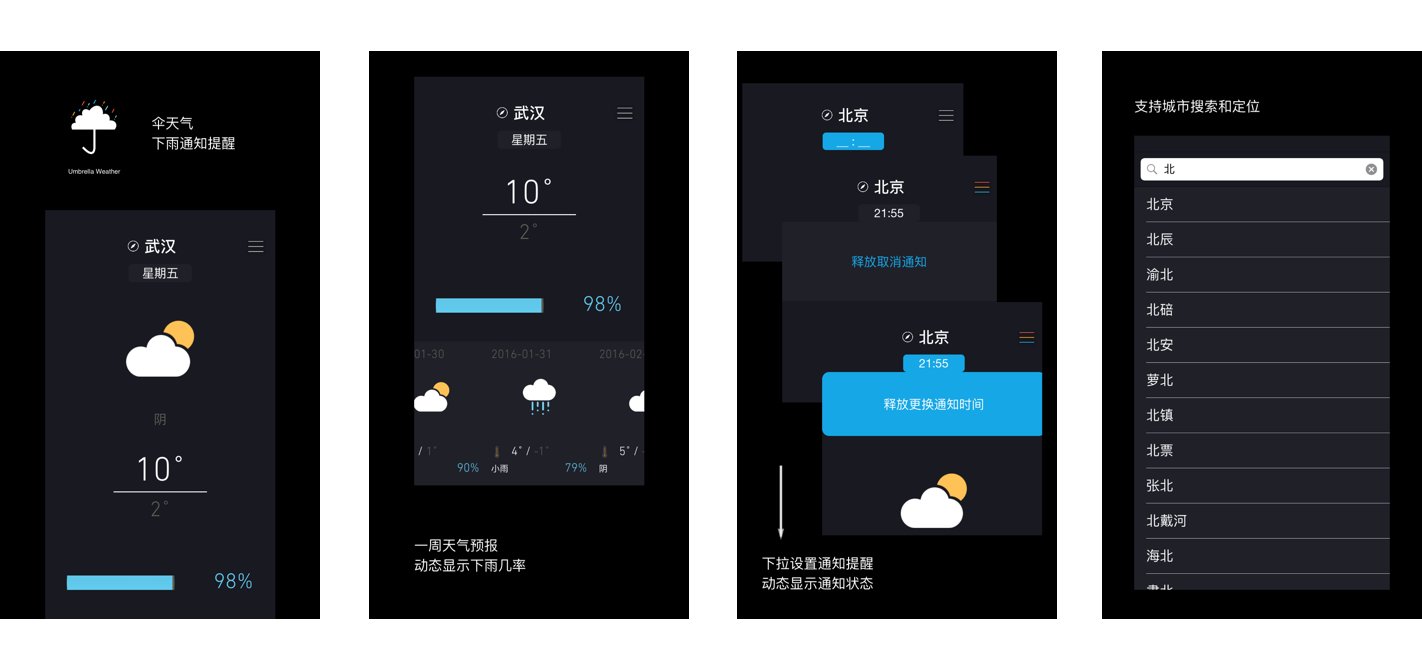 伞天气
下雨通知提醒
Umbrella Weather
武汉
星期五
阴
10°
2°
98%
武汉
星期五
10°
2°
98%
01-30
2016-01-31
2016-02
/ 1°
4° / -1°
5° / -
90%
小雨
79%
阴
一周天气预报
动态显示下雨几率
北京
__ : __
北京
21:55
释放取消通知
北京
21:55
释放更换通知时间
下拉设置通知提醒
动态显示通知状态
支持城市搜索和定位
北
北京
北辰
渝北
北碚
北安
萝北
北镇
北票
张北
北戴河
海北